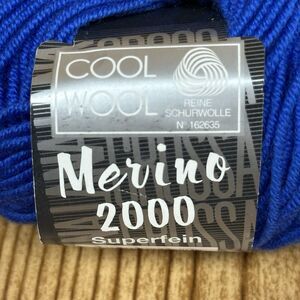 COOL
WOOL
REINE
SCHURWOLLE
N° 162635
Merino
2000
Superfein